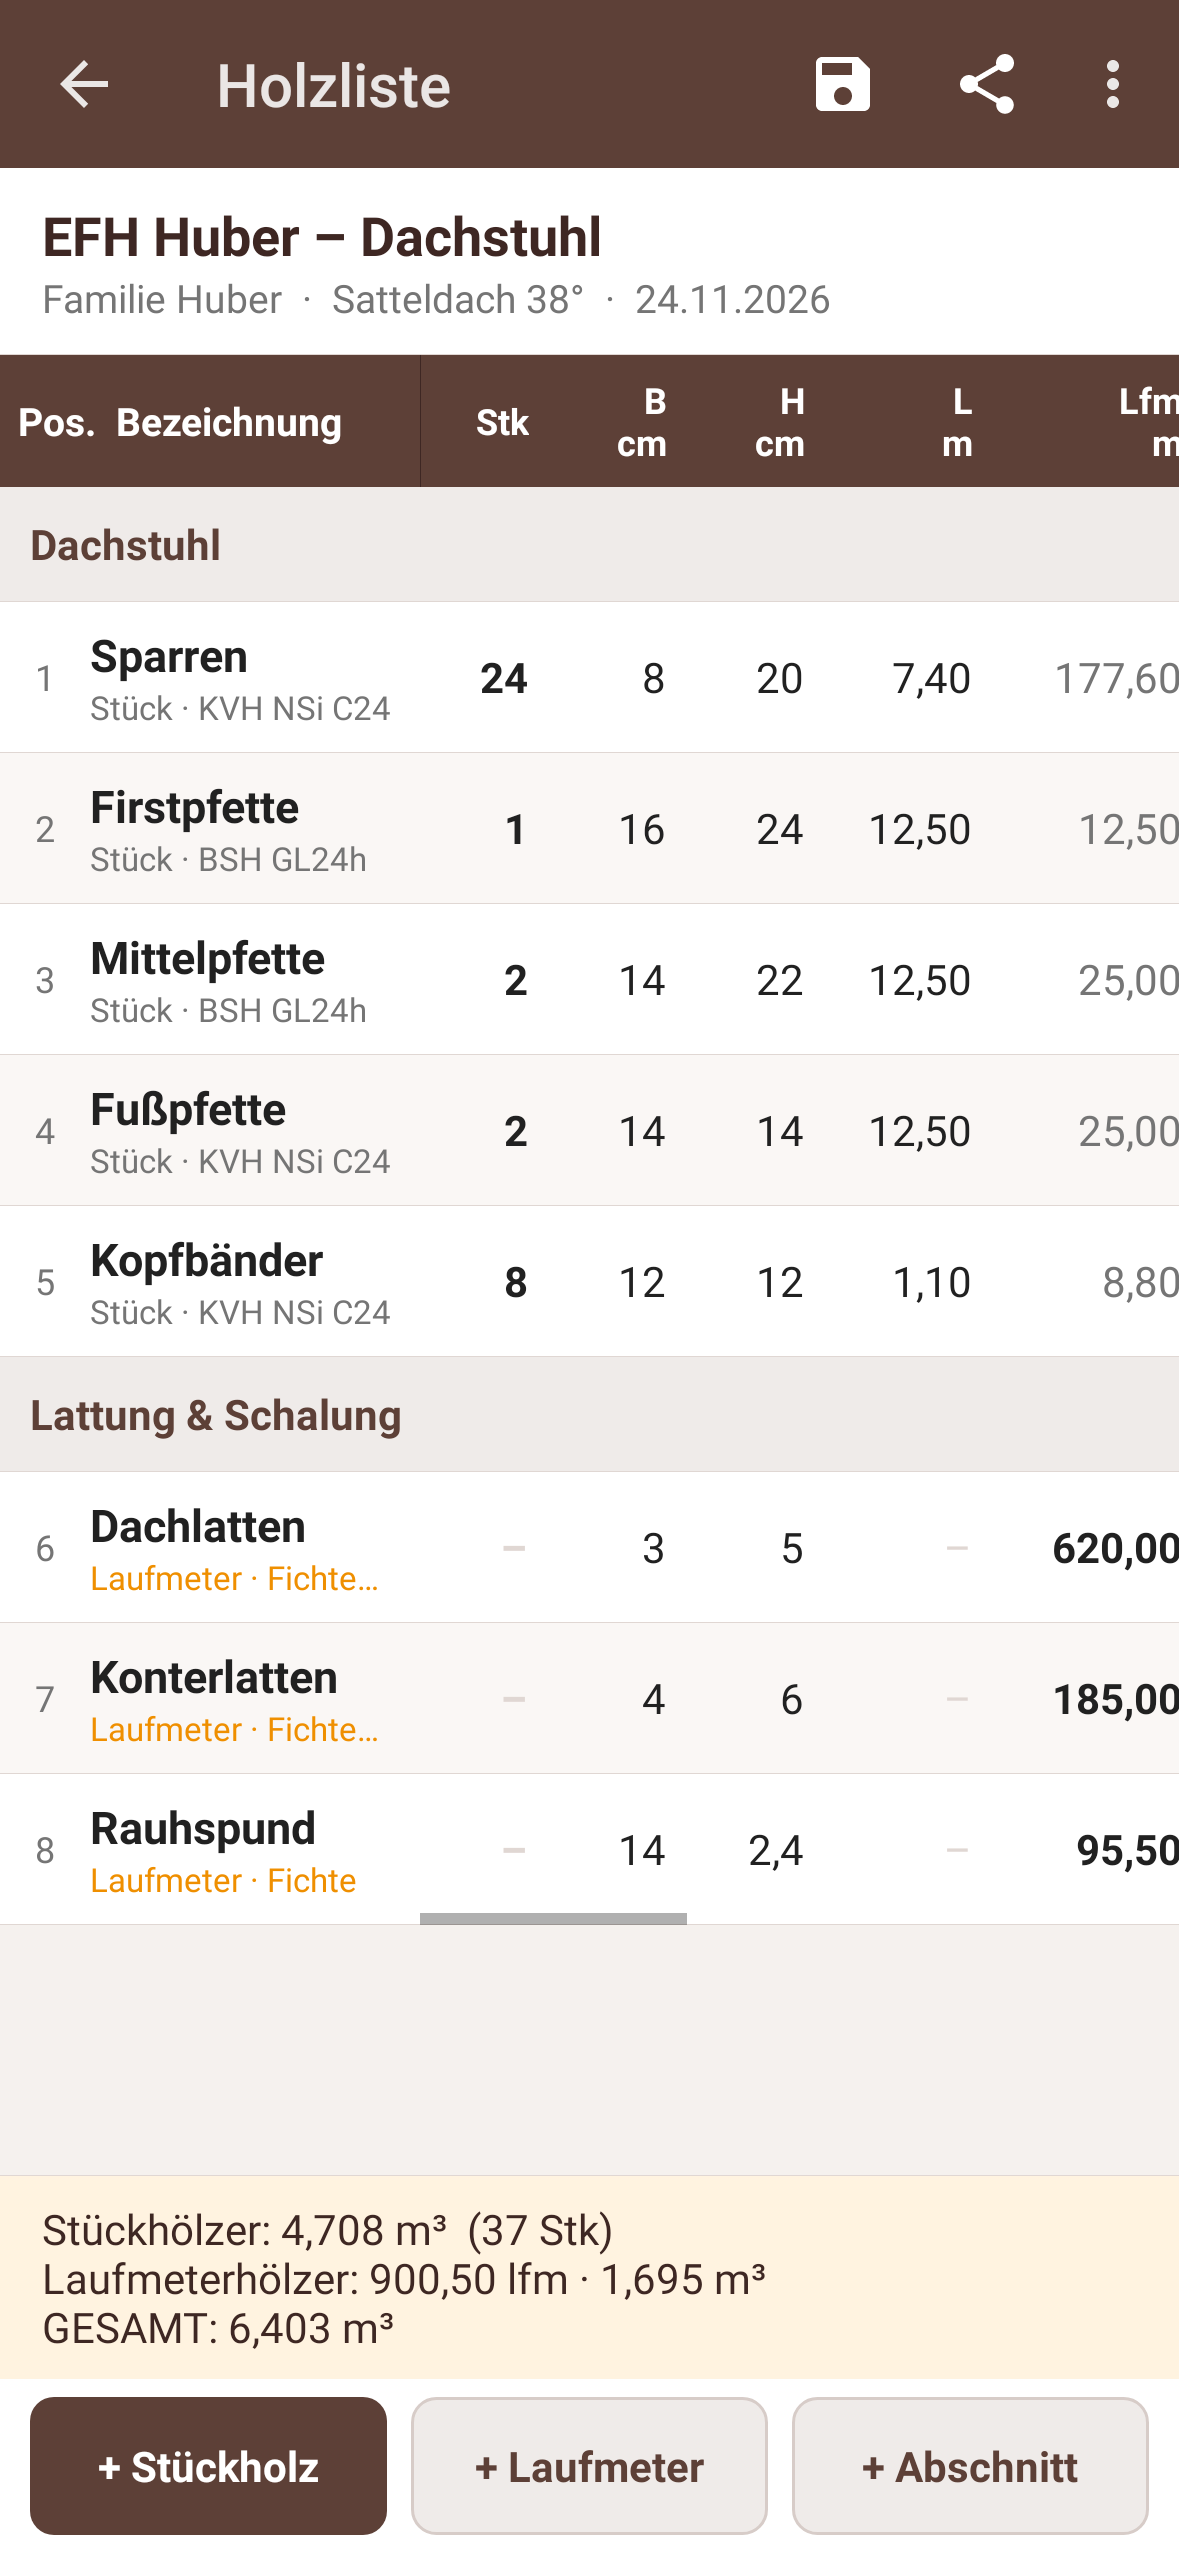 Holzliste
EFH Huber – Dachstuhl
Familie Huber · Satteldach 38° · 24.11.2026
Pos. Bezeichnung Stk B cm H cm L m Lfm m
Dachstuhl
1 Sparren 24 8 20 7,40 177,60
Stück · KVH NSi C24
2 Firstpfette 1 16 24 12,50 12,50
Stück · BSH GL24h
3 Mittelpfette 2 14 22 12,50 25,00
Stück · BSH GL24h
4 Fußpfette 2 14 14 12,50 25,00
Stück · KVH NSi C24
5 Kopfbänder 8 12 12 1,10 8,80
Stück · KVH NSi C24
Lattung & Schalung
6 Dachlatten – 3 5 – 620,00
Laufmeter · Fichte...
7 Konterlatten – 4 6 – 185,00
Laufmeter · Fichte...
8 Rauhspund – 14 2,4 – 95,50
Laufmeter · Fichte
Stückhölzer: 4,708 m³ (37 Stk)
Laufmeterhölzer: 900,50 lfm · 1,695 m³
GESAMT: 6,403 m³
+ Stückholz + Laufmeter + Abschnitt